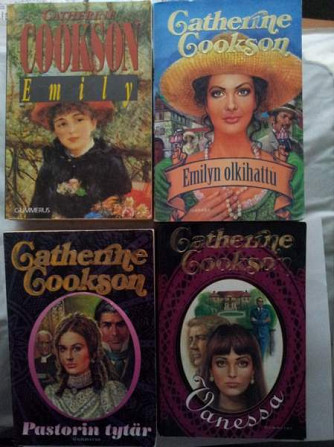 CATHERINE
COOKSON
Emily
GUMMERUS
Catherine
Cookson
Emilyn olkihattu
Catherine
Cookson
Pastorin tytär
Catherine
Cookson
Vanessa